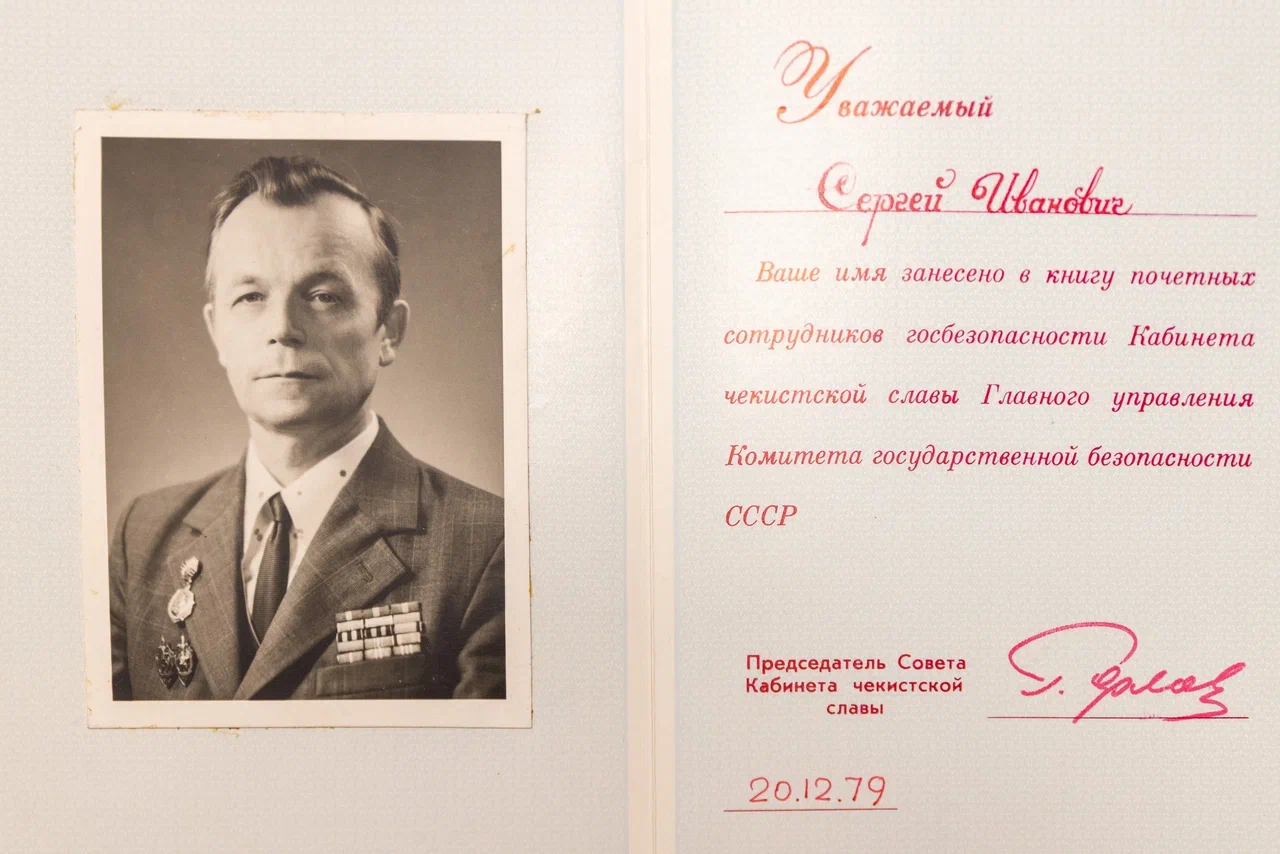 Уважаемый
Сергей Иванович
Ваше имя занесено в книгу почетных
сотрудников госбезопасности Кабинета
чекистской славы Главного управления
Комитета государственной безопасности
СССР
Председатель Совета
Кабинета чекистской
славы
20.12.79